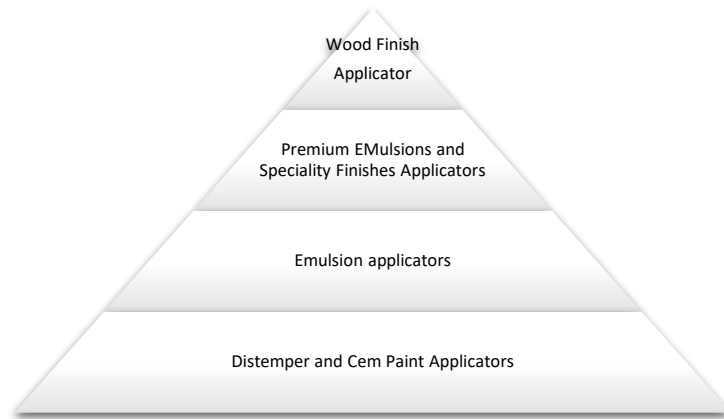 Wood Finish
Applicator
Premium EMulsions and
Speciality Finishes Applicators
Emulsion applicators
Distemper and Cem Paint Applicators